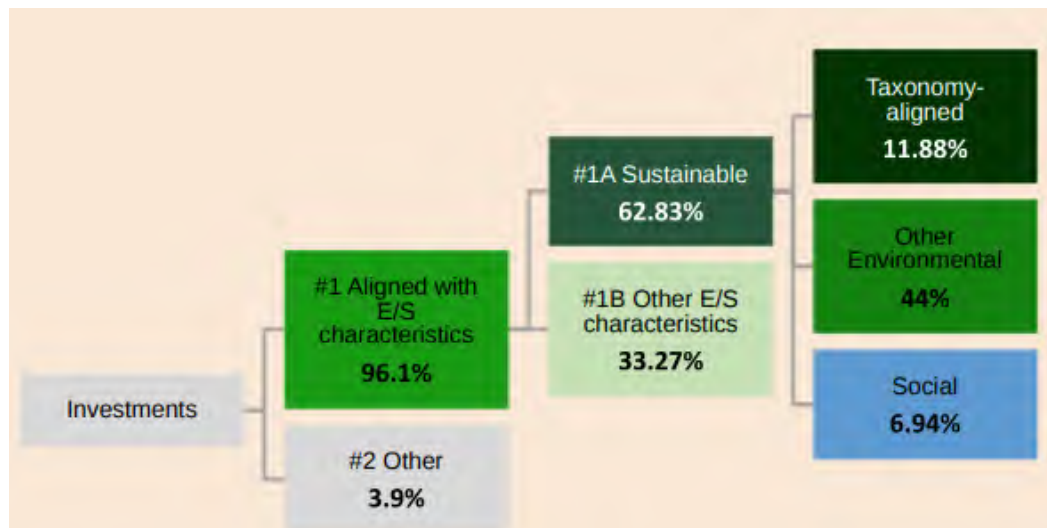 Investments
#1 Aligned with
E/S
characteristics
96.1%
#2 Other
3.9%
#1A Sustainable
62.83%
#1B Other E/S
characteristics
33.27%
Taxonomy-
aligned
11.88%
Other
Environmental
44%
Social
6.94%